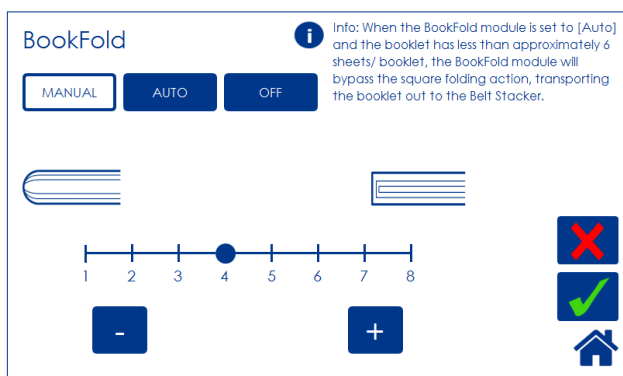 BookFold
i
Info: When the BookFold module is set to [Auto]
and the booklet has less than approximately 6
sheets/ booklet, the BookFold module will
bypass the square folding action, transporting
the booklet out to the Belt Stacker.
MANUAL AUTO OFF
1 2 3 4 5 6 7 8
- +